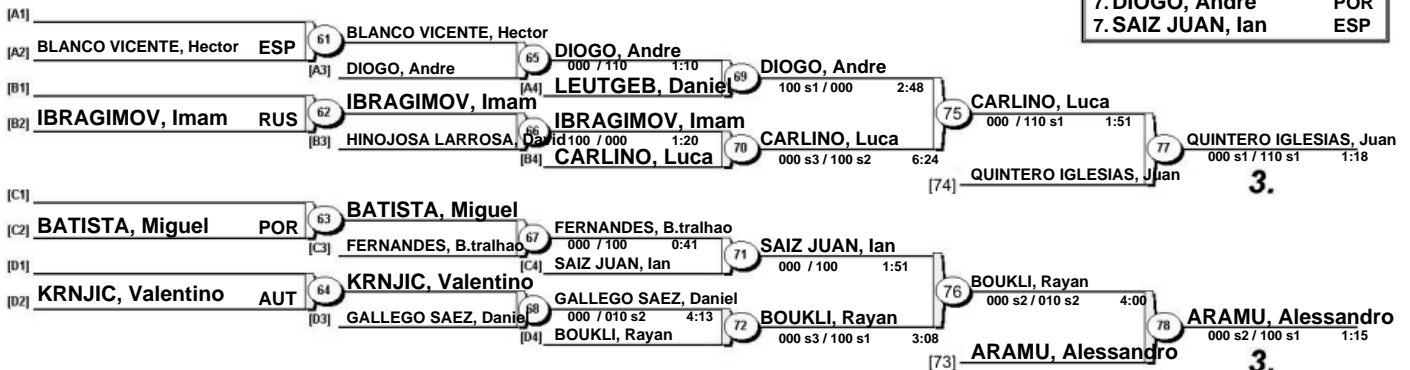 7. DIOGO, Andre POR
7. SAIZ JUAN, Ian ESP
[A1]
[A2] BLANCO VICENTE, Hector ESP
61
BLANCO VICENTE, Hector
[A3] DIOGO, Andre
65
DIOGO, Andre
000 / 110 1:10
[A4] LEUTGEB, Daniel
69
DIOGO, Andre
100 s1 / 000 2:48
[B1]
[B2] IBRAGIMOV, Imam RUS
62
IBRAGIMOV, Imam
[B3] HINOJOSA LARROSA, David
66
IBRAGIMOV, Imam
100 / 000 1:20
[B4] CARLINO, Luca
70
CARLINO, Luca
000 s3 / 100 s2 6:24
75
CARLINO, Luca
000 / 110 s1 1:51
[74] QUINTERO IGLESIAS, Juan
77
QUINTERO IGLESIAS, Juan
000 s1 / 110 s1 1:18
3.
[C1]
[C2] BATISTA, Miguel POR
63
BATISTA, Miguel
[C3] FERNANDES, B.tralhao
67
FERNANDES, B.tralhao
000 / 100 0:41
[C4] SAIZ JUAN, Ian
71
SAIZ JUAN, Ian
000 / 100 1:51
[D1]
[D2] KRNJIC, Valentino AUT
64
KRNJIC, Valentino
[D3] GALLEGO SAEZ, Daniel
68
GALLEGO SAEZ, Daniel
000 / 010 s2 4:13
[D4] BOUKLI, Rayan
72
BOUKLI, Rayan
000 s3 / 100 s1 3:08
76
BOUKLI, Rayan
000 s2 / 010 s2 4:00
[73] ARAMU, Alessandro
78
ARAMU, Alessandro
000 s2 / 100 s1 1:15
3.